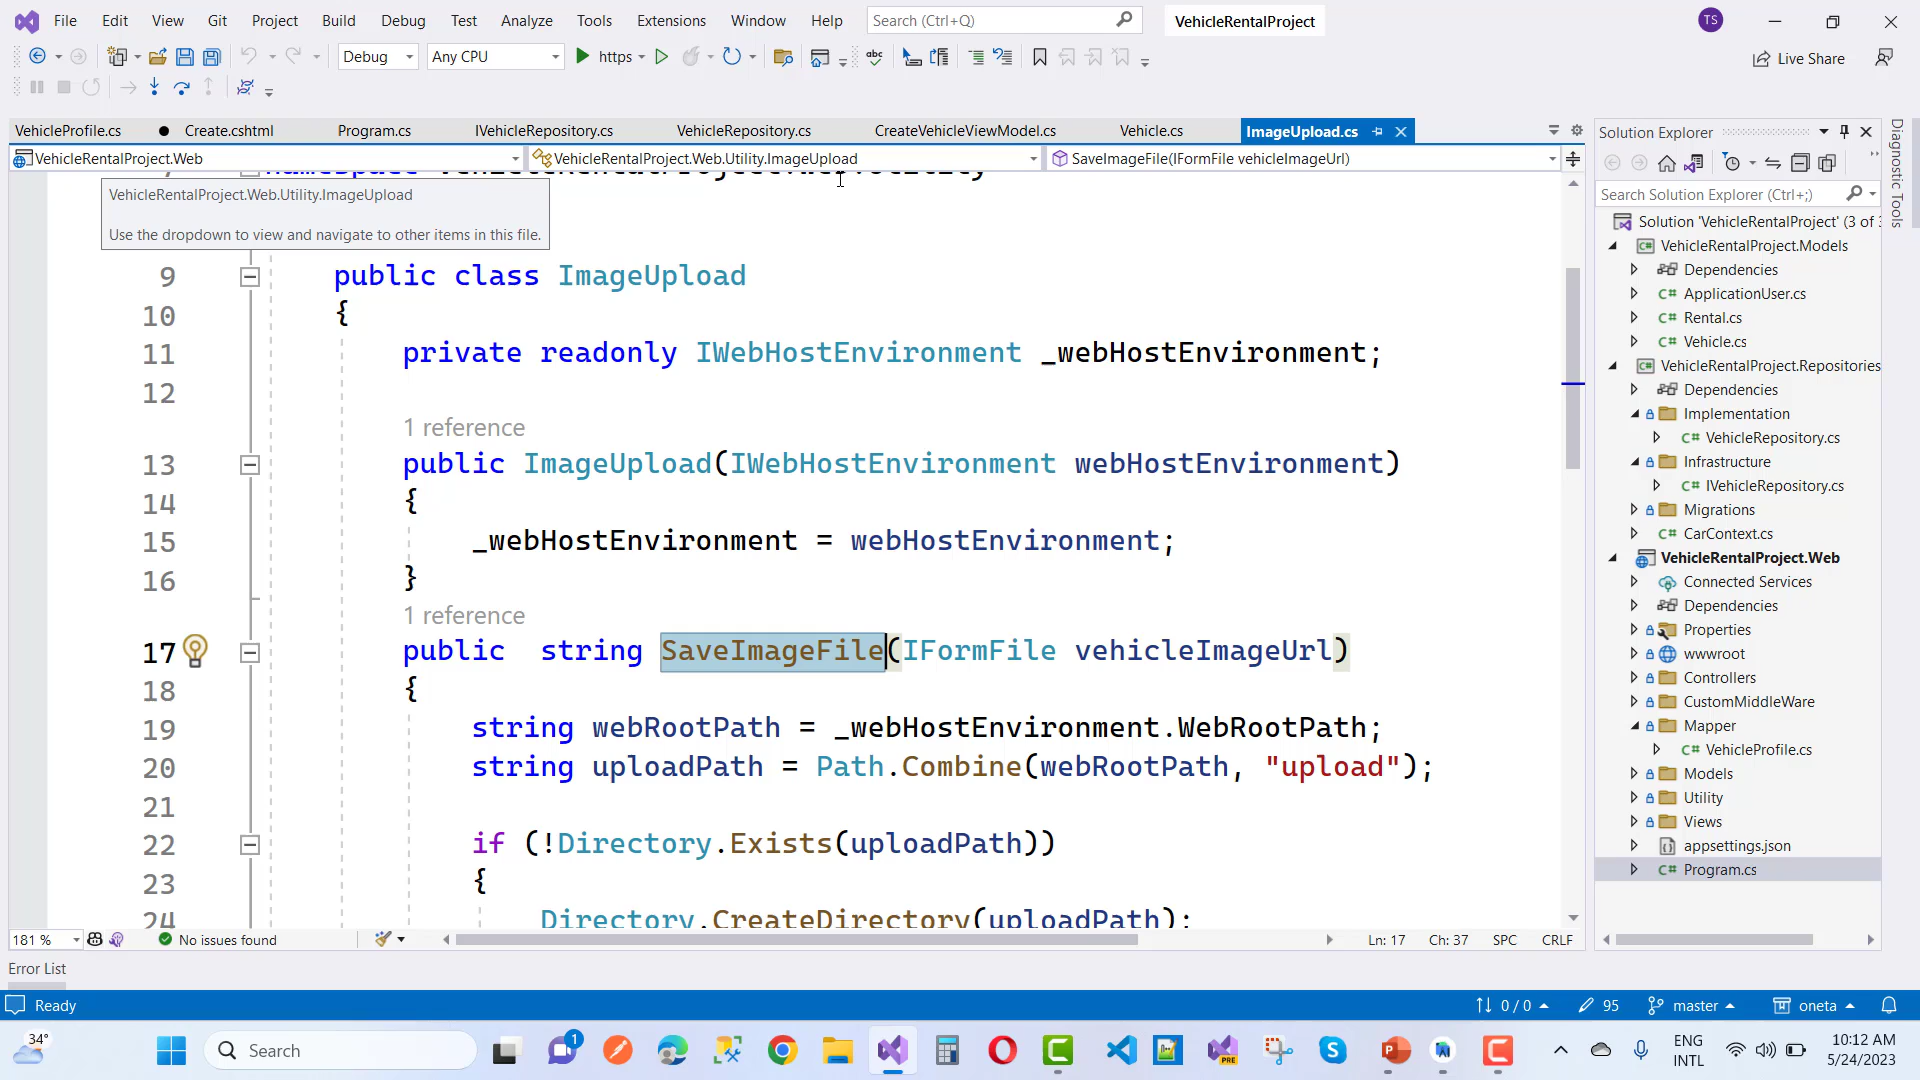 File Edit View Git Project Build Debug Test Analyze Tools Extensions Window Help Search (Ctrl+Q) VehicleRentalProject TS
Debug Any CPU https Live Share
VehicleProfile.cs Create.cshtml Program.cs IVehicleRepository.cs VehicleRepository.cs CreateVehicleViewModel.cs Vehicle.cs ImageUpload.cs
VehicleRentalProject.Web VehicleRentalProject.Web.Utility.ImageUpload SaveImageFile(IFormFile vehicleImageUrl)
VehicleRentalProject.Web.Utility.ImageUpload
Use the dropdown to view and navigate to other items in this file.
9 public class ImageUpload
10 {
11 private readonly IWebHostEnvironment _webHostEnvironment;
12
1 reference
13 public ImageUpload(IWebHostEnvironment webHostEnvironment)
14 {
15 _webHostEnvironment = webHostEnvironment;
16 }
1 reference
17 public string SaveImageFile(IFormFile vehicleImageUrl)
18 {
19 string webRootPath = _webHostEnvironment.WebRootPath;
20 string uploadPath = Path.Combine(webRootPath, "upload");
21
22 if (!Directory.Exists(uploadPath))
23 {
24 Directory.CreateDirectory(uploadPath);
181 % No issues found Ln: 17 Ch: 37 SPC CRLF
Error List
Ready 0 / 0 95 master oneta
Solution Explorer
Search Solution Explorer (Ctrl+;)
Solution 'VehicleRentalProject' (3 of 3
VehicleRentalProject.Models
Dependencies
ApplicationUser.cs
Rental.cs
Vehicle.cs
VehicleRentalProject.Repositories
Dependencies
Implementation
VehicleRepository.cs
Infrastructure
IVehicleRepository.cs
Migrations
CarContext.cs
VehicleRentalProject.Web
Connected Services
Dependencies
Properties
wwwroot
Controllers
CustomMiddleWare
Mapper
VehicleProfile.cs
Models
Utility
Views
appsettings.json
Program.cs
Diagnostic Tools
34° Search 1 PRE ENG INTL 10:12 AM
5/24/2023